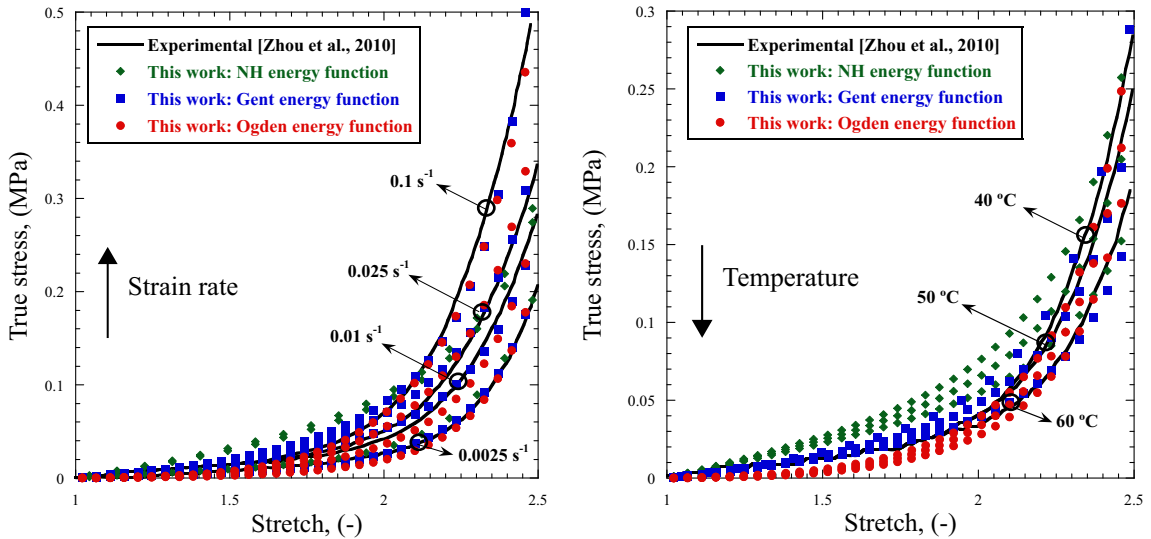 0.5
0.4
0.3
0.2
0.1
0
True stress, (MPa)
Experimental [Zhou et al., 2010]
This work: NH energy function
This work: Gent energy function
This work: Ogden energy function
0.1 s⁻¹
0.025 s⁻¹
0.01 s⁻¹
0.0025 s⁻¹
Strain rate
1
1.5
2
2.5
Stretch, (-)
0.3
0.25
0.2
0.15
0.1
0.05
0
True stress, (MPa)
Experimental [Zhou et al., 2010]
This work: NH energy function
This work: Gent energy function
This work: Ogden energy function
40 ºC
50 ºC
60 ºC
Temperature
1
1.5
2
2.5
Stretch, (-)